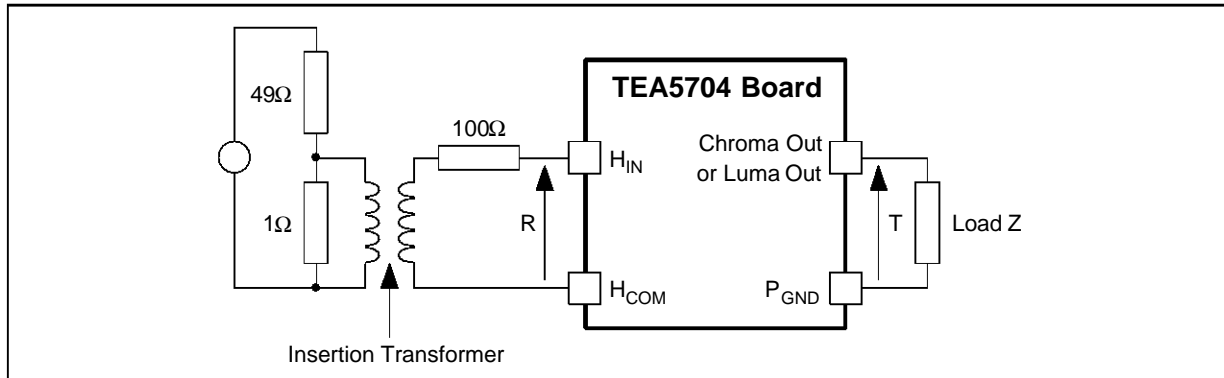 TEA5704 Board
49Ω
100Ω
Chroma Out
or Luma Out
H_IN
1Ω
R
T
Load Z
H_COM
P_GND
Insertion Transformer